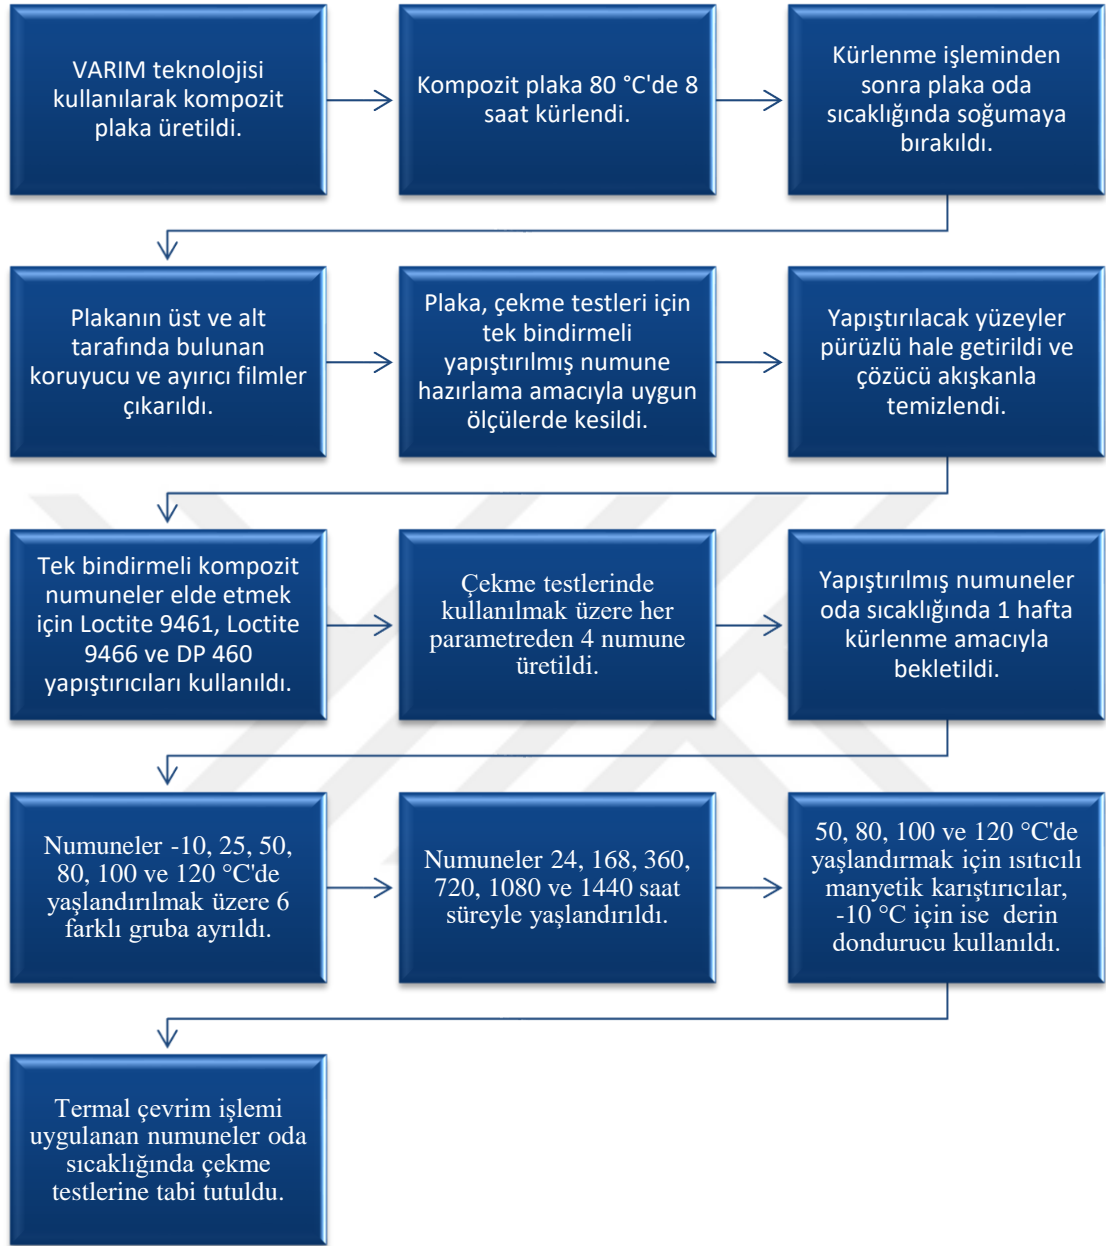 VARIM teknolojisi
kullanılarak kompozit
plaka üretildi.
Kompozit plaka 80 °C'de 8
saat kürlendi.
Kürlenme işleminden
sonra plaka oda
sıcaklığında soğumaya
bırakıldı.
Plakanın üst ve alt
tarafında bulunan
koruyucu ve ayırıcı filmler
çıkarıldı.
Plaka, çekme testleri için
tek bindirmeli
yapıştırılmış numune
hazırlama amacıyla uygun
ölçülerde kesildi.
Yapıştırılacak yüzeyler
pürüzlü hale getirildi ve
çözücü akışkanla
temizlendi.
Tek bindirmeli kompozit
numuneler elde etmek
için Loctite 9461, Loctite
9466 ve DP 460
yapıştırıcıları kullanıldı.
Çekme testlerinde
kullanılmak üzere her
parametreden 4 numune
üretildi.
Yapıştırılmış numuneler
oda sıcaklığında 1 hafta
kürlenme amacıyla
bekletildi.
Numuneler -10, 25, 50,
80, 100 ve 120 °C'de
yaşlandırılmak üzere 6
farklı gruba ayrıldı.
Numuneler 24, 168, 360,
720, 1080 ve 1440 saat
süreyle yaşlandırıldı.
50, 80, 100 ve 120 °C'de
yaşlandırmak için ısıtıcılı
manyetik karıştırıcılar,
-10 °C için ise derin
dondurucu kullanıldı.
Termal çevrim işlemi
uygulanan numuneler oda
sıcaklığında çekme
testlerine tabi tutuldu.